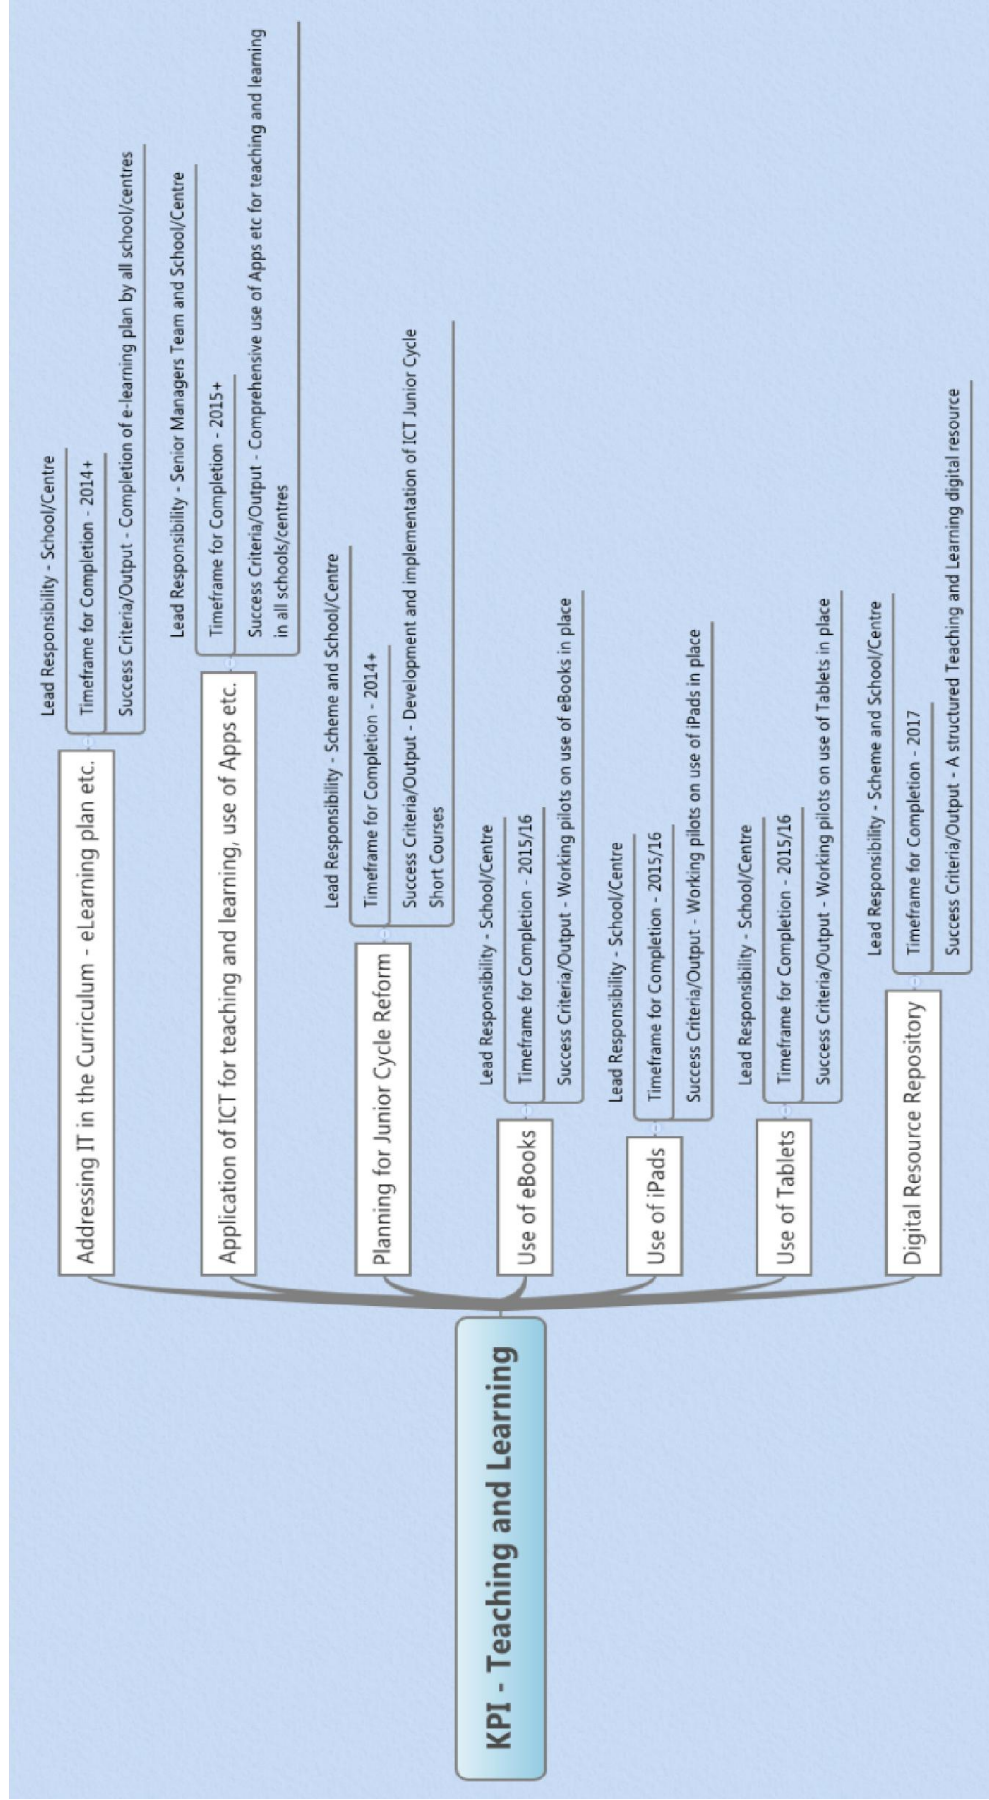 KPI - Teaching and Learning
Addressing IT in the Curriculum - eLearning plan etc.
Lead Responsibility - School/Centre
Timeframe for Completion - 2014+
Success Criteria/Output - Completion of e-learning plan by all school/centres
Application of ICT for teaching and learning, use of Apps etc.
Lead Responsibility - Senior Managers Team and School/Centre
Timeframe for Completion - 2015+
Success Criteria/Output - Comprehensive use of Apps etc for teaching and learning
in all schools/centres
Planning for Junior Cycle Reform
Lead Responsibility - Scheme and School/Centre
Timeframe for Completion - 2014+
Success Criteria/Output - Development and implementation of ICT Junior Cycle
Short Courses
Use of eBooks
Lead Responsibility - School/Centre
Timeframe for Completion - 2015/16
Success Criteria/Output - Working pilots on use of eBooks in place
Use of iPads
Lead Responsibility - School/Centre
Timeframe for Completion - 2015/16
Success Criteria/Output - Working pilots on use of iPads in place
Use of Tablets
Lead Responsibility - School/Centre
Timeframe for Completion - 2015/16
Success Criteria/Output - Working pilots on use of Tablets in place
Digital Resource Repository
Lead Responsibility - Scheme and School/Centre
Timeframe for Completion - 2017
Success Criteria/Output - A structured Teaching and Learning digital resource